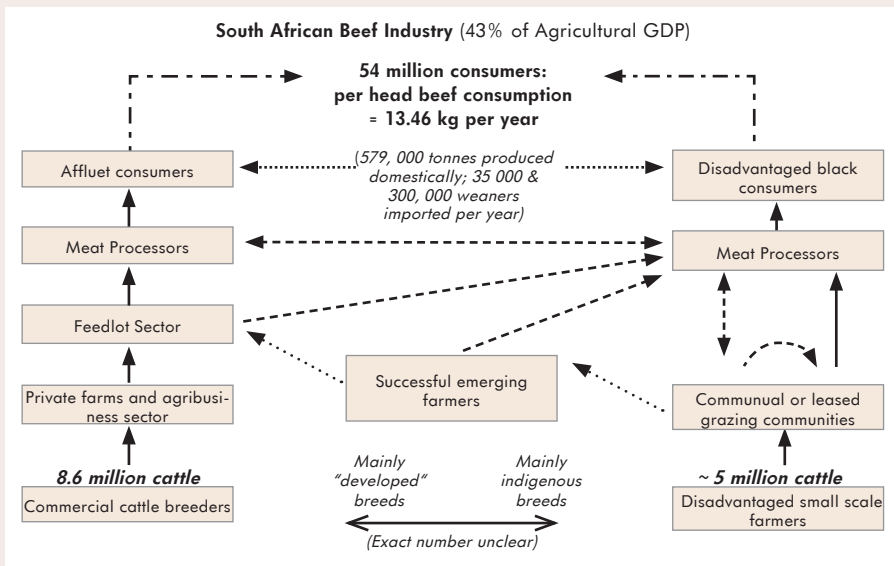 South African Beef Industry (43% of Agricultural GDP)
54 million consumers:
per head beef consumption
= 13.46 kg per year
Affluet consumers
(579, 000 tonnes produced
domestically; 35 000 &
300, 000 weaners
imported per year)
Disadvantaged black
consumers
Meat Processors
Meat Processors
Feedlot Sector
Successful emerging
farmers
Private farms and agribusi-
ness sector
Communual or leased
grazing communities
8.6 million cattle
Commercial cattle breeders
Mainly
"developed“
breeds
Mainly
indigenous
breeds
(Exact number unclear)
~ 5 million cattle
Disadvantaged small scale
farmers